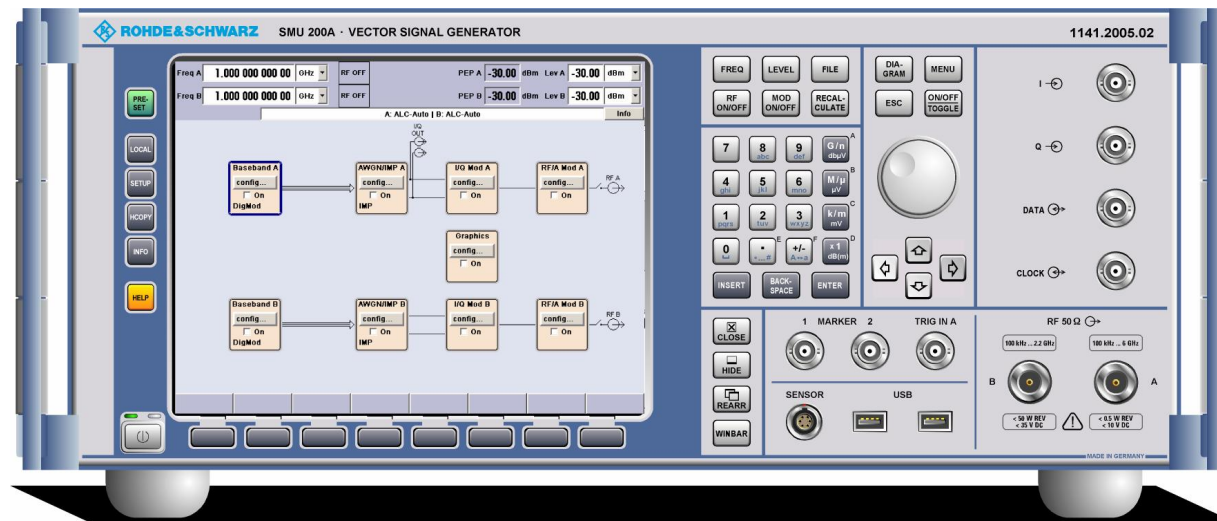 ROHDE&SCHWARZ SMU 200A · VECTOR SIGNAL GENERATOR 1141.2005.02
Freq A 1.000 000 000 00 GHz RF OFF PEP A -30.00 dBm Lev A -30.00 dBm
Freq B 1.000 000 000 00 GHz RF OFF PEP B -30.00 dBm Lev B -30.00 dBm
A: ALC-Auto | B: ALC-Auto Info
I/Q
OUT
Baseband A AWGN/IMP A I/Q Mod A RF/A Mod A
config... config... config... config... RF A
On On On On
DigMod IMP
Graphics
config...
On
Baseband B AWGN/IMP B I/Q Mod B RF/A Mod B
config... config... config... config... RF B
On On On On
DigMod IMP
PRE-
SET
LOCAL
SETUP
HCOPY
INFO
HELP
FREQ LEVEL FILE
RF
ON/OFF
MOD
ON/OFF
RECAL-
CULATE
DIA-
GRAM
MENU
ESC
ON/OFF
TOGGLE
7 8 abc 9 def G/n dbµV A
4 ghi 5 jkl 6 mno M/µ µV B
1 pqrs 2 tuv 3 wxyz k/m mV C
0 . *...# E +/- A↔a F x 1 dB(m) D
INSERT
BACK-
SPACE
ENTER
I
Q
DATA
CLOCK
CLOSE
HIDE
REARR
WINBAR
1 MARKER 2 TRIG IN A
SENSOR USB
RF 50 Ω
100 kHz ... 2.2 GHz 100 kHz ... 6 GHz
B A
< 50 W REV
< 35 V DC
< 0.5 W REV
< 10 V DC
MADE IN GERMANY